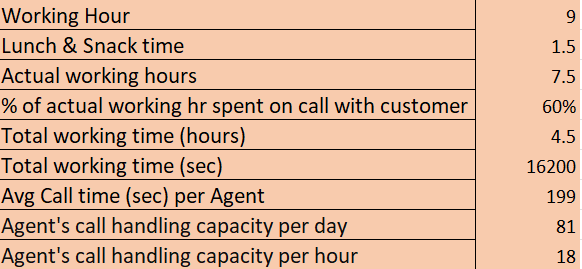 Working Hour 9
Lunch & Snack time 1.5
Actual working hours 7.5
% of actual working hr spent on call with customer 60%
Total working time (hours) 4.5
Total working time (sec) 16200
Avg Call time (sec) per Agent 199
Agent's call handling capacity per day 81
Agent's call handling capacity per hour 18